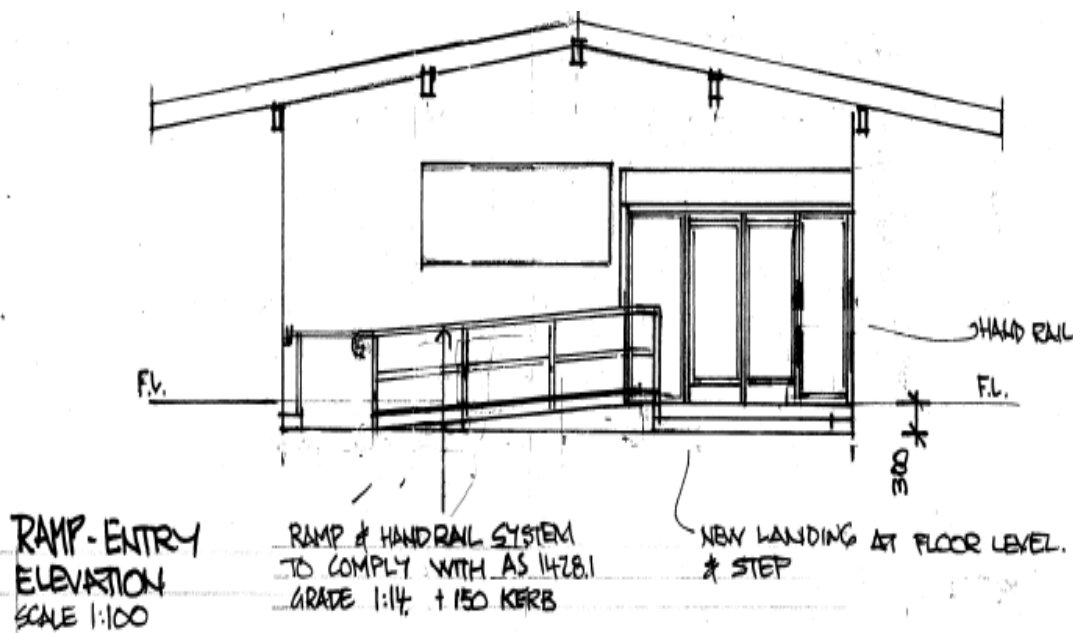 HAND RAIL
F.L.
F.L.
300
RAMP - ENTRY
ELEVATION
SCALE 1:100
RAMP & HANDRAIL SYSTEM
TO COMPLY WITH AS 1428.1
GRADE 1:14 + 150 KERB
NEW LANDING AT FLOOR LEVEL.
& STEP